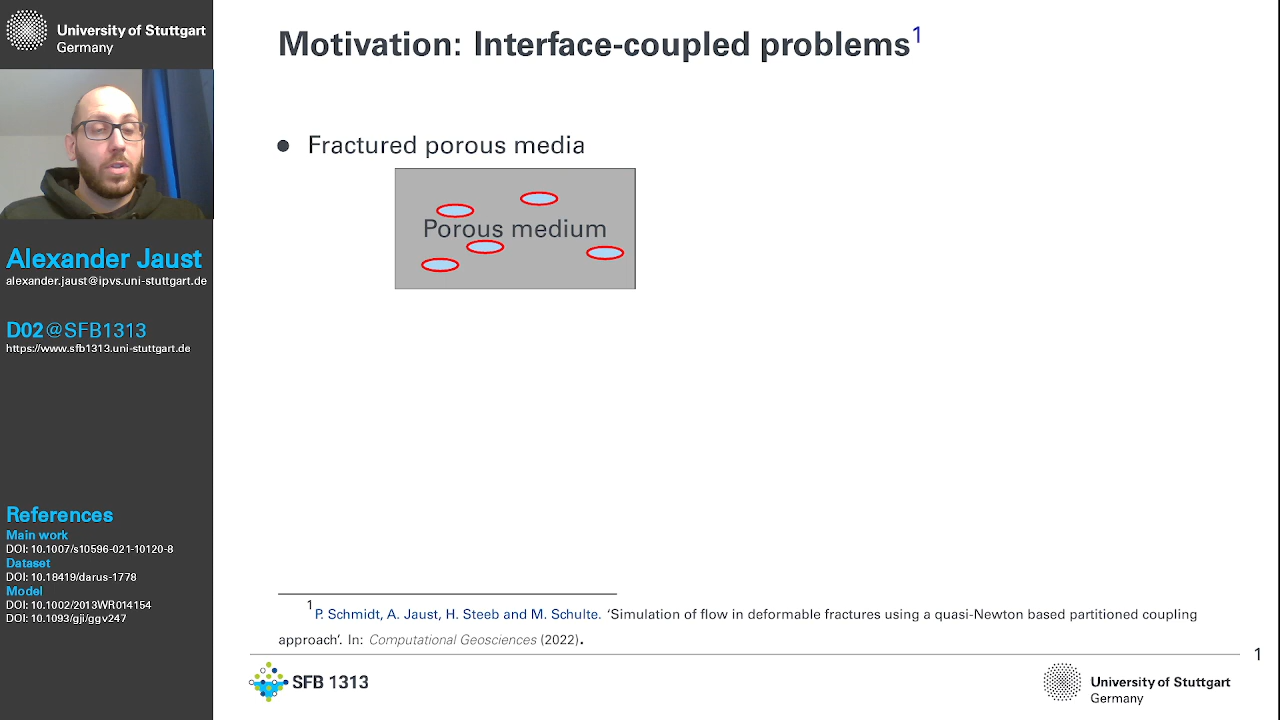 University of Stuttgart
Germany
Alexander Jaust
alexander.jaust@ipvs.uni-stuttgart.de
D02@SFB1313
https://www.sfb1313.uni-stuttgart.de
References
Main work
DOI: 10.1007/s10596-021-10120-8
Dataset
DOI: 10.18419/darus-1778
Model
DOI: 10.1002/2013WR014154
DOI: 10.1093/gji/ggv247
Motivation: Interface-coupled problems1
● Fractured porous media
Porous medium
1P. Schmidt, A. Jaust, H. Steeb and M. Schulte. ‘Simulation of flow in deformable fractures using a quasi-Newton based partitioned coupling
approach’. In: Computational Geosciences (2022).
1
SFB 1313
University of Stuttgart
Germany